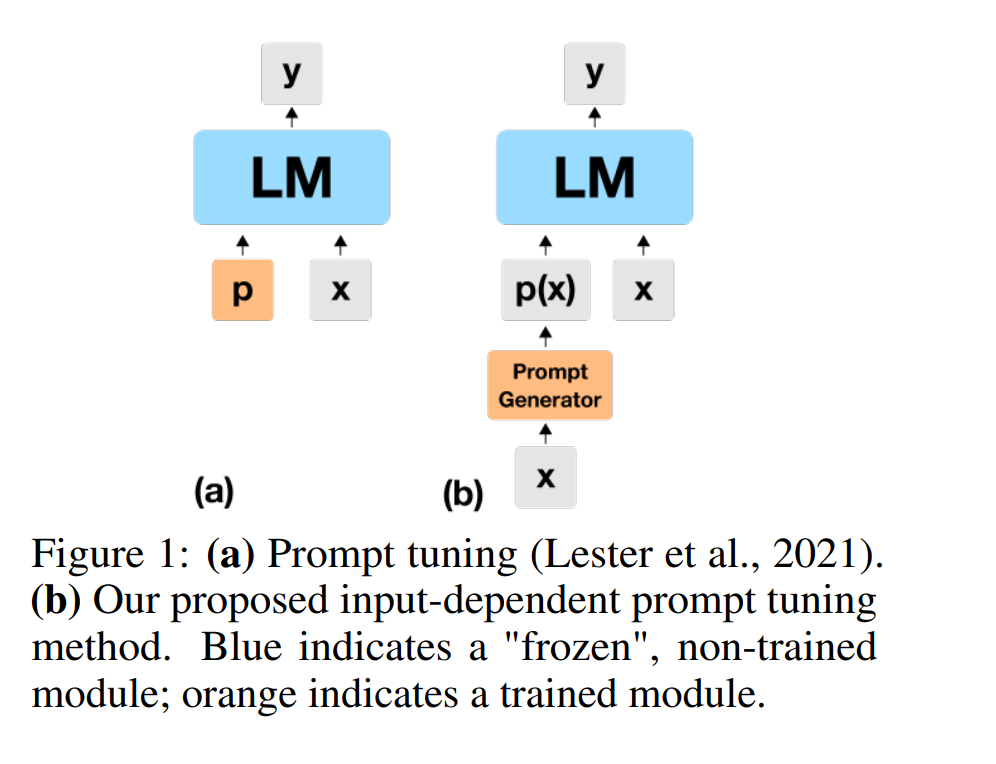 y
y
LM
LM
p
x
p(x)
x
Prompt
Generator
x
(a)
(b)
Figure 1: (a) Prompt tuning (Lester et al., 2021).
(b) Our proposed input-dependent prompt tuning
method. Blue indicates a "frozen", non-trained
module; orange indicates a trained module.